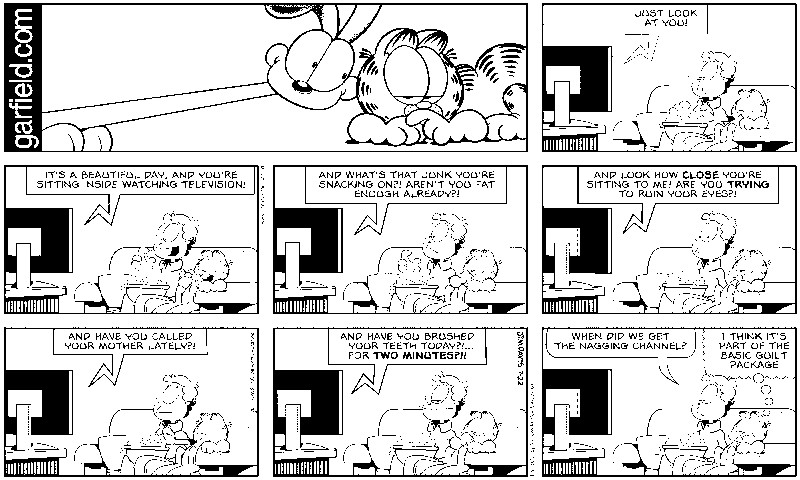 garfield.com
JUST LOOK
AT YOU!
IT'S A BEAUTIFUL DAY, AND YOU'RE
SITTING INSIDE WATCHING TELEVISION!
AND WHAT'S THAT JUNK YOU'RE
SNACKING ON?! AREN'T YOU FAT
ENOUGH ALREADY?!
AND LOOK HOW CLOSE YOU'RE
SITTING TO ME! ARE YOU TRYING
TO RUIN YOUR EYES?!
AND HAVE YOU CALLED
YOUR MOTHER LATELY?!
AND HAVE YOU BRUSHED
YOUR TEETH TODAY?!...
FOR TWO MINUTES?!!
JIM DAVIS 7-22
WHEN DID WE GET
THE NAGGING CHANNEL?
I THINK IT'S
PART OF THE
BASIC GUILT
PACKAGE